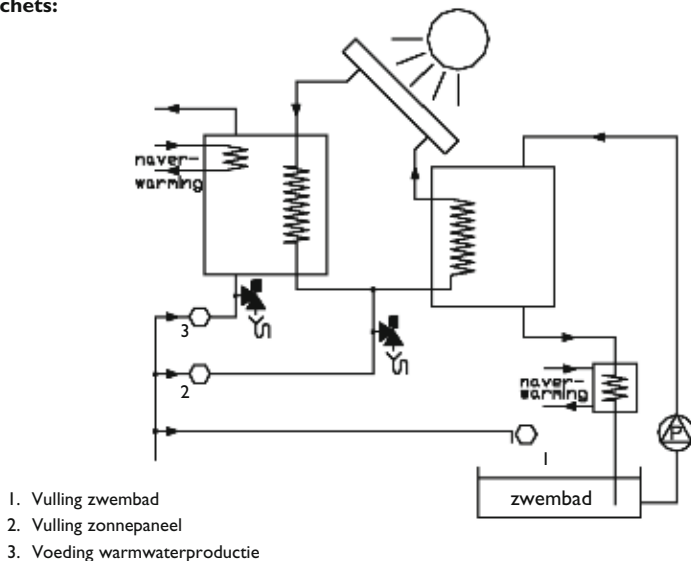 chets:
naver-
warming
3
2
naver-
warming
1
P
zwembad
1. Vulling zwembad
2. Vulling zonnepaneel
3. Voeding warmwaterproductie